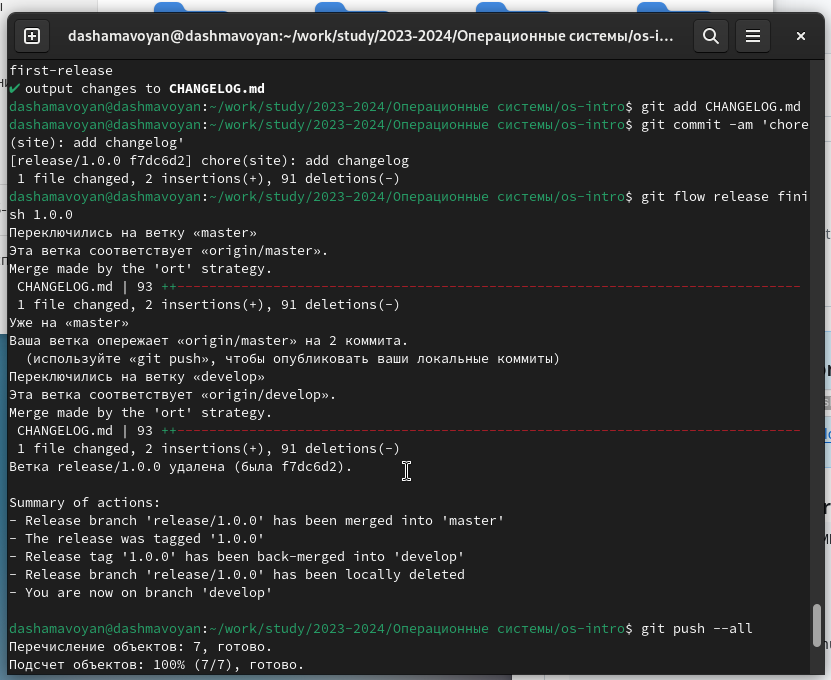 dashamavoyan@dashmavoyan:~/work/study/2023-2024/Операционные системы/os-i...
first-release
✔ output changes to CHANGELOG.md
dashamavoyan@dashmavoyan:~/work/study/2023-2024/Операционные системы/os-intro$ git add CHANGELOG.md
dashamavoyan@dashmavoyan:~/work/study/2023-2024/Операционные системы/os-intro$ git commit -am 'chore
(site): add changelog'
[release/1.0.0 f7dc6d2] chore(site): add changelog
1 file changed, 2 insertions(+), 91 deletions(-)
dashamavoyan@dashmavoyan:~/work/study/2023-2024/Операционные системы/os-intro$ git flow release fini
sh 1.0.0
Переключились на ветку «master»
Эта ветка соответствует «origin/master».
Merge made by the 'ort' strategy.
CHANGELOG.md | 93 ++------------------------------------------------------------------------------
1 file changed, 2 insertions(+), 91 deletions(-)
Уже на «master»
Ваша ветка опережает «origin/master» на 2 коммита.
(используйте «git push», чтобы опубликовать ваши локальные коммиты)
Переключились на ветку «develop»
Эта ветка соответствует «origin/develop».
Merge made by the 'ort' strategy.
CHANGELOG.md | 93 ++------------------------------------------------------------------------------
1 file changed, 2 insertions(+), 91 deletions(-)
Ветка release/1.0.0 удалена (была f7dc6d2).
Summary of actions:
- Release branch 'release/1.0.0' has been merged into 'master'
- The release was tagged '1.0.0'
- Release tag '1.0.0' has been back-merged into 'develop'
- Release branch 'release/1.0.0' has been locally deleted
- You are now on branch 'develop'
dashamavoyan@dashmavoyan:~/work/study/2023-2024/Операционные системы/os-intro$ git push --all
Перечисление объектов: 7, готово.
Подсчет объектов: 100% (7/7), готово.